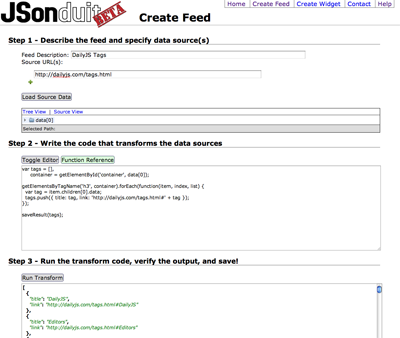 JSonduit BETA
Create Feed
Home | Create Feed | Create Widget | Contact | Help
Step 1 - Describe the feed and specify data source(s)
Feed Description: DailyJS Tags
Source URL(s):
http://dailyjs.com/tags.html
Load Source Data
Tree View | Source View
data[0]
Selected Path:
Step 2 - Write the code that transforms the data sources
Toggle Editor Function Reference
var tags = [],
container = getElementById('container', data[0]);
getElementsByTagName('h3', container).forEach(function(item, index, list) {
var tag = item.children[0].data;
tags.push({ title: tag, link: 'http://dailyjs.com/tags.html#' + tag });
});
saveResult(tags);
Step 3 - Run the transform code, verify the output, and save!
Run Transform
[
{
"title": "DailyJS",
"link": "http://dailyjs.com/tags.html#DailyJS"
},
{
"title": "Editors",
"link": "http://dailyjs.com/tags.html#Editors"
},
{